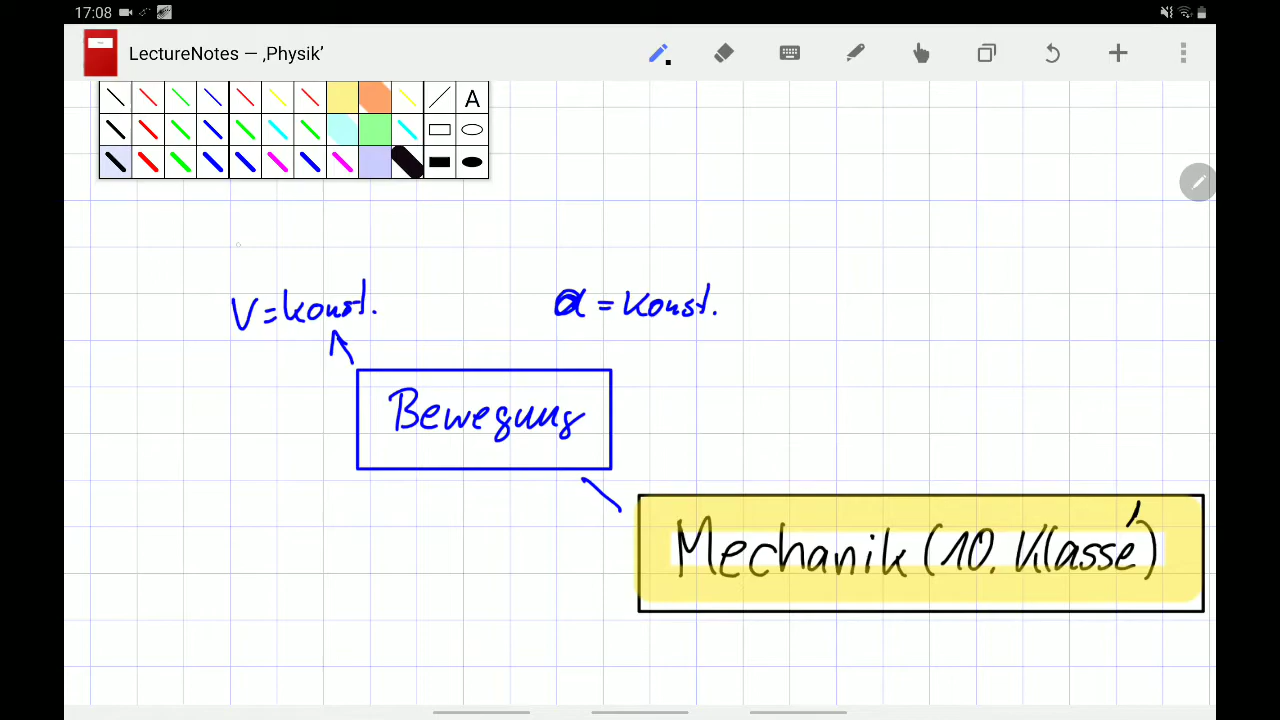 17:08
LectureNotes — ‚Physik‘
A
V = konst.
a = konst.
Bewegung
Mechanik (10. Klasse)